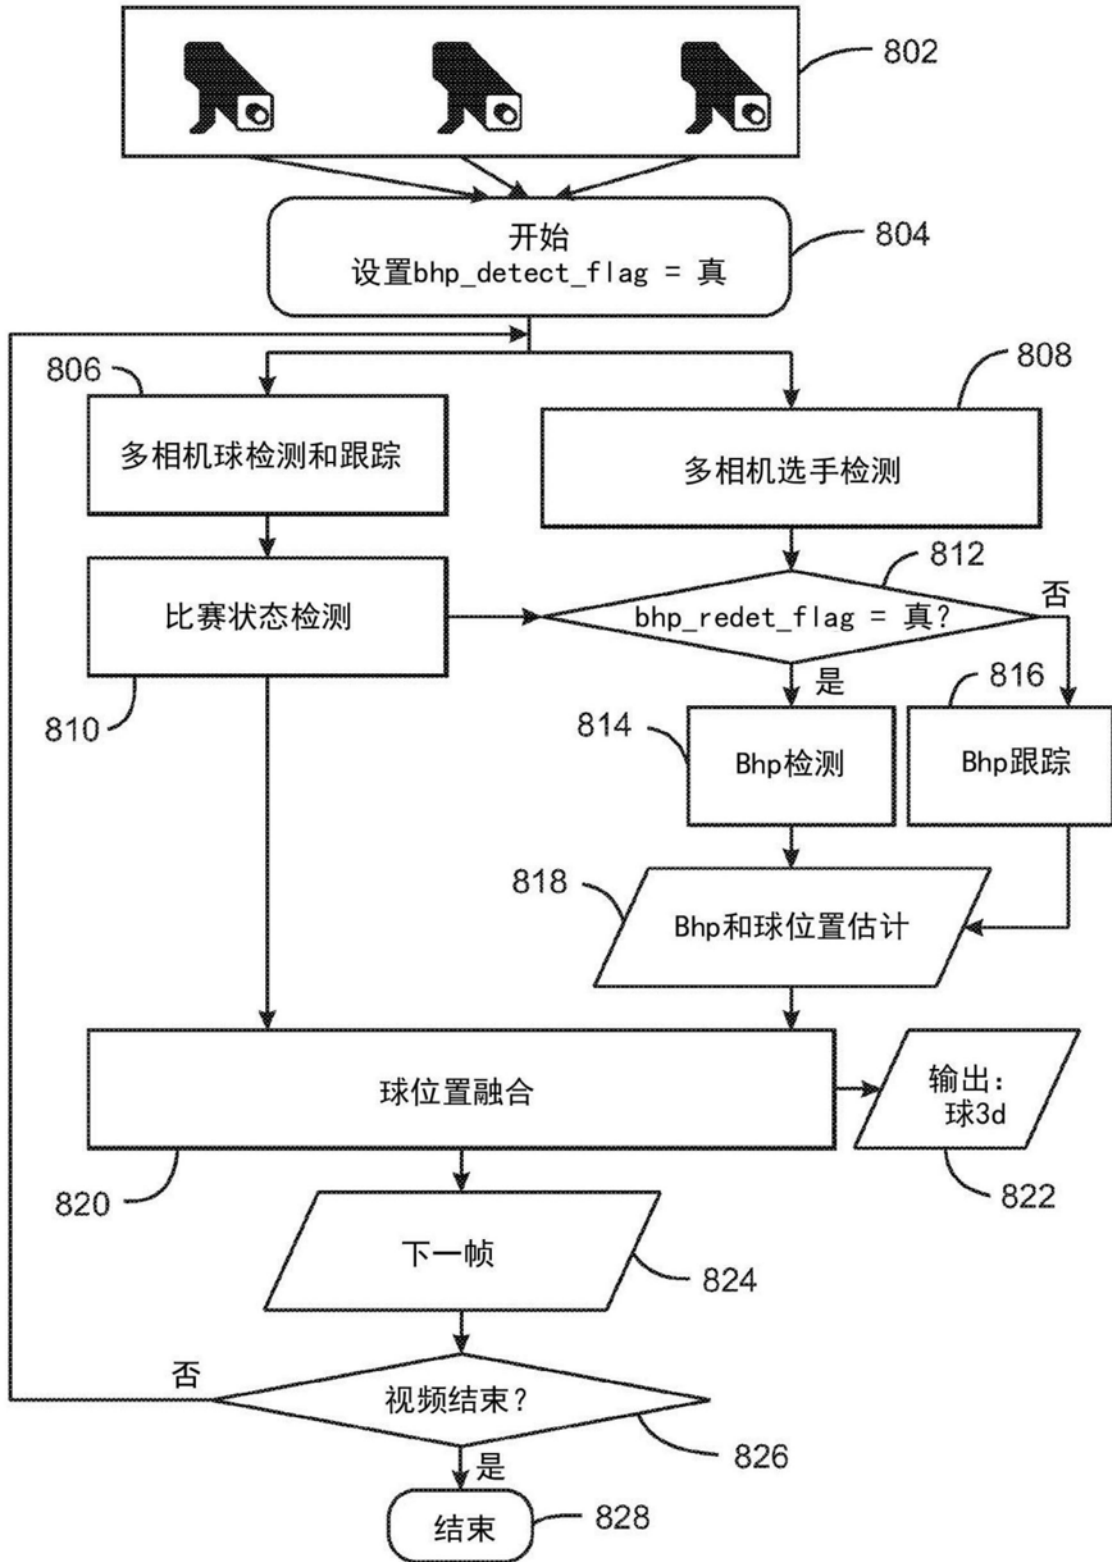 802
开始
设置bhp_detect_flag = 真
804
806
多相机球检测和跟踪
808
多相机选手检测
比赛状态检测
810
812
bhp_redet_flag = 真?
否
是
814
Bhp检测
816
Bhp跟踪
818
Bhp和球位置估计
球位置融合
820
输出:
球3d
822
下一帧
824
否
视频结束?
826
是
结束
828